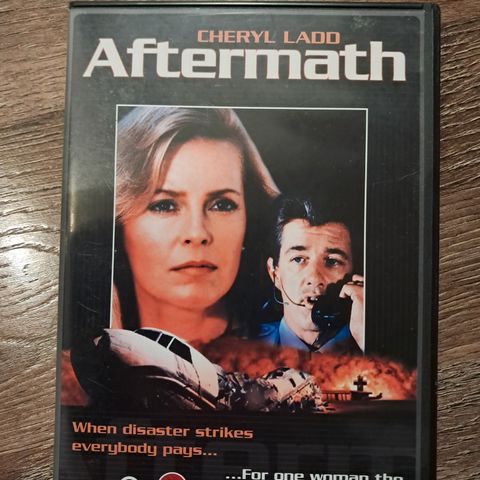 CHERYL LADD
Aftermath
When disaster strikes
everybody pays...
...For one woman the